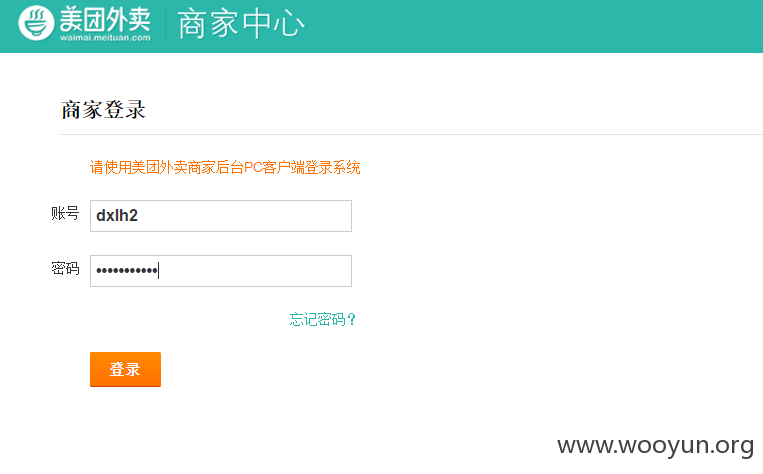 美团外卖 商家中心
waimai.meituan.com
商家登录
请使用美团外卖商家后台PC客户端登录系统
账号 dxlh2
密码 •••••••••••
忘记密码？
登录
www.wooyun.org